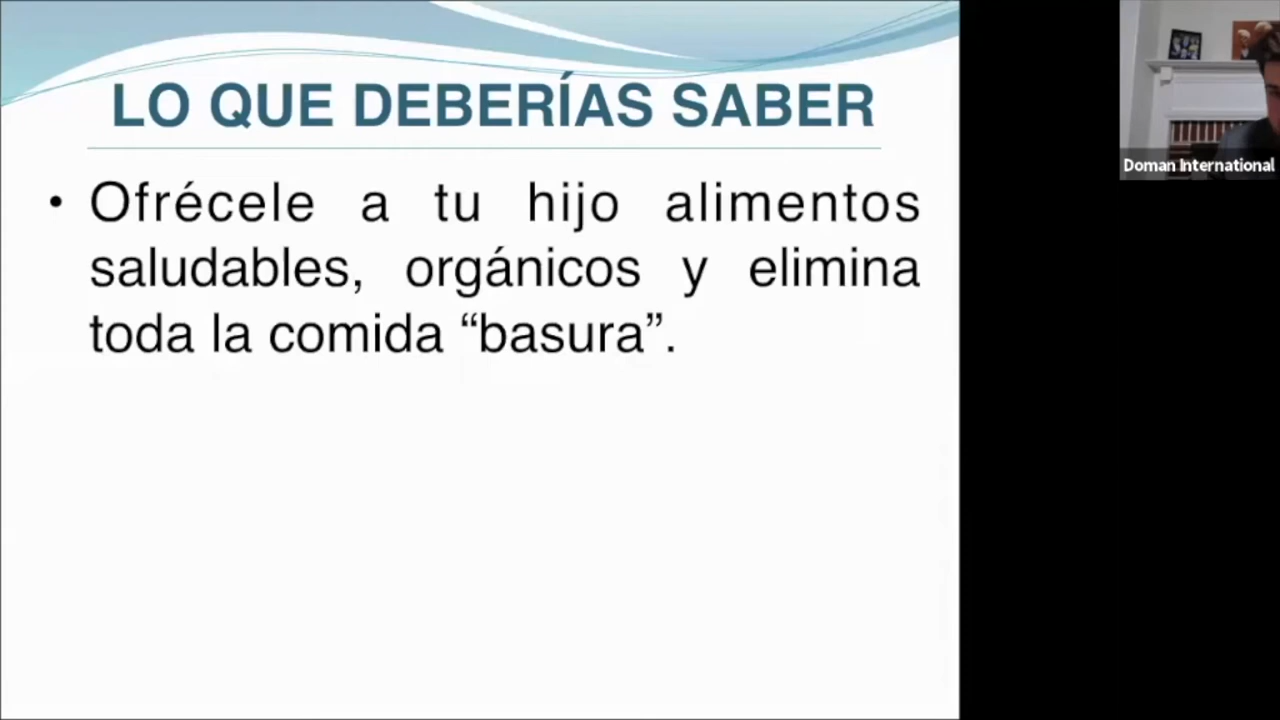 LO QUE DEBERÍAS SABER
• Ofrécele a tu hijo alimentos
saludables, orgánicos y elimina
toda la comida “basura”.
Doman International